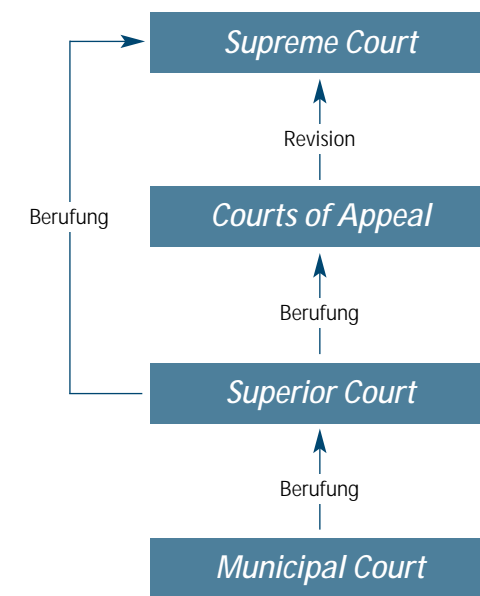 Supreme Court
Revision
Courts of Appeal
Berufung
Berufung
Superior Court
Berufung
Municipal Court